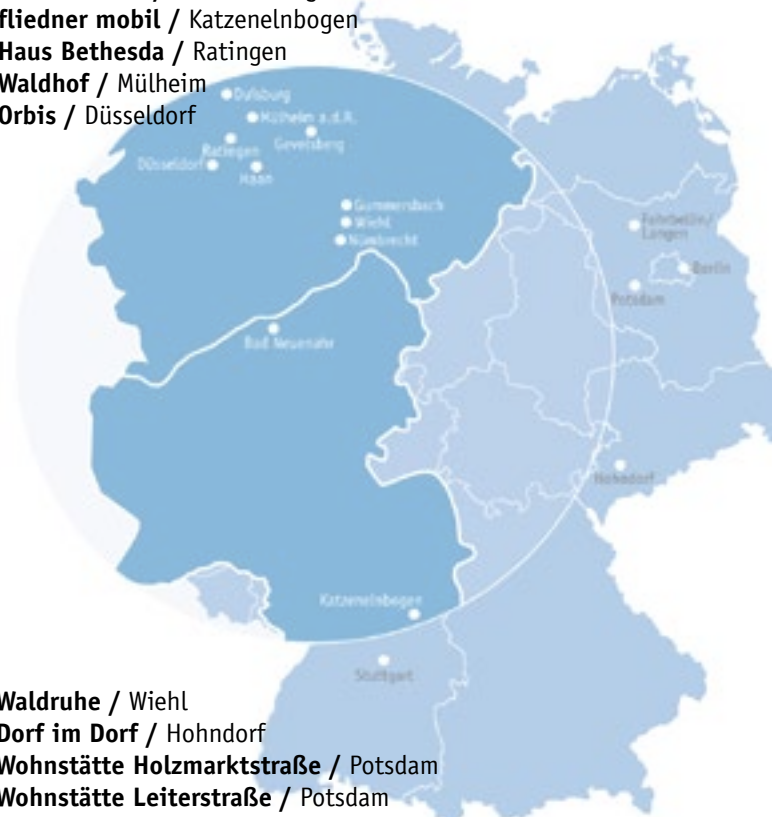 fliedner mobil / Katzenelnbogen
Haus Bethesda / Ratingen
Waldhof / Mülheim
Orbis / Düsseldorf
Duisburg
Mülheim a.d.R.
Gevelsberg
Ratingen
Düsseldorf
Haan
Gummersbach
Wiehl
Nümbrecht
Fehrbellin/
Langen
Berlin
Potsdam
Bad Neuenahr
Hohndorf
Katzenelnbogen
Stuttgart
Waldruhe / Wiehl
Dorf im Dorf / Hohndorf
Wohnstätte Holzmarktstraße / Potsdam
Wohnstätte Leiterstraße / Potsdam